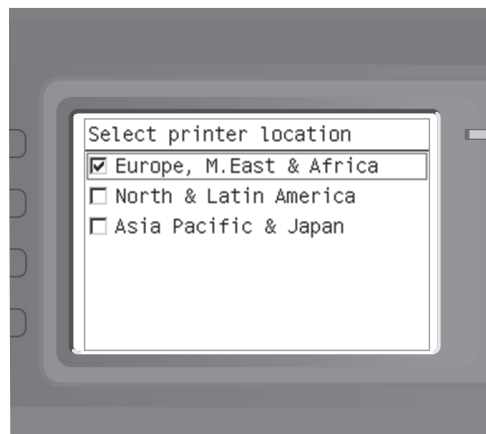 Select printer location
Europe, M.East & Africa
North & Latin America
Asia Pacific & Japan